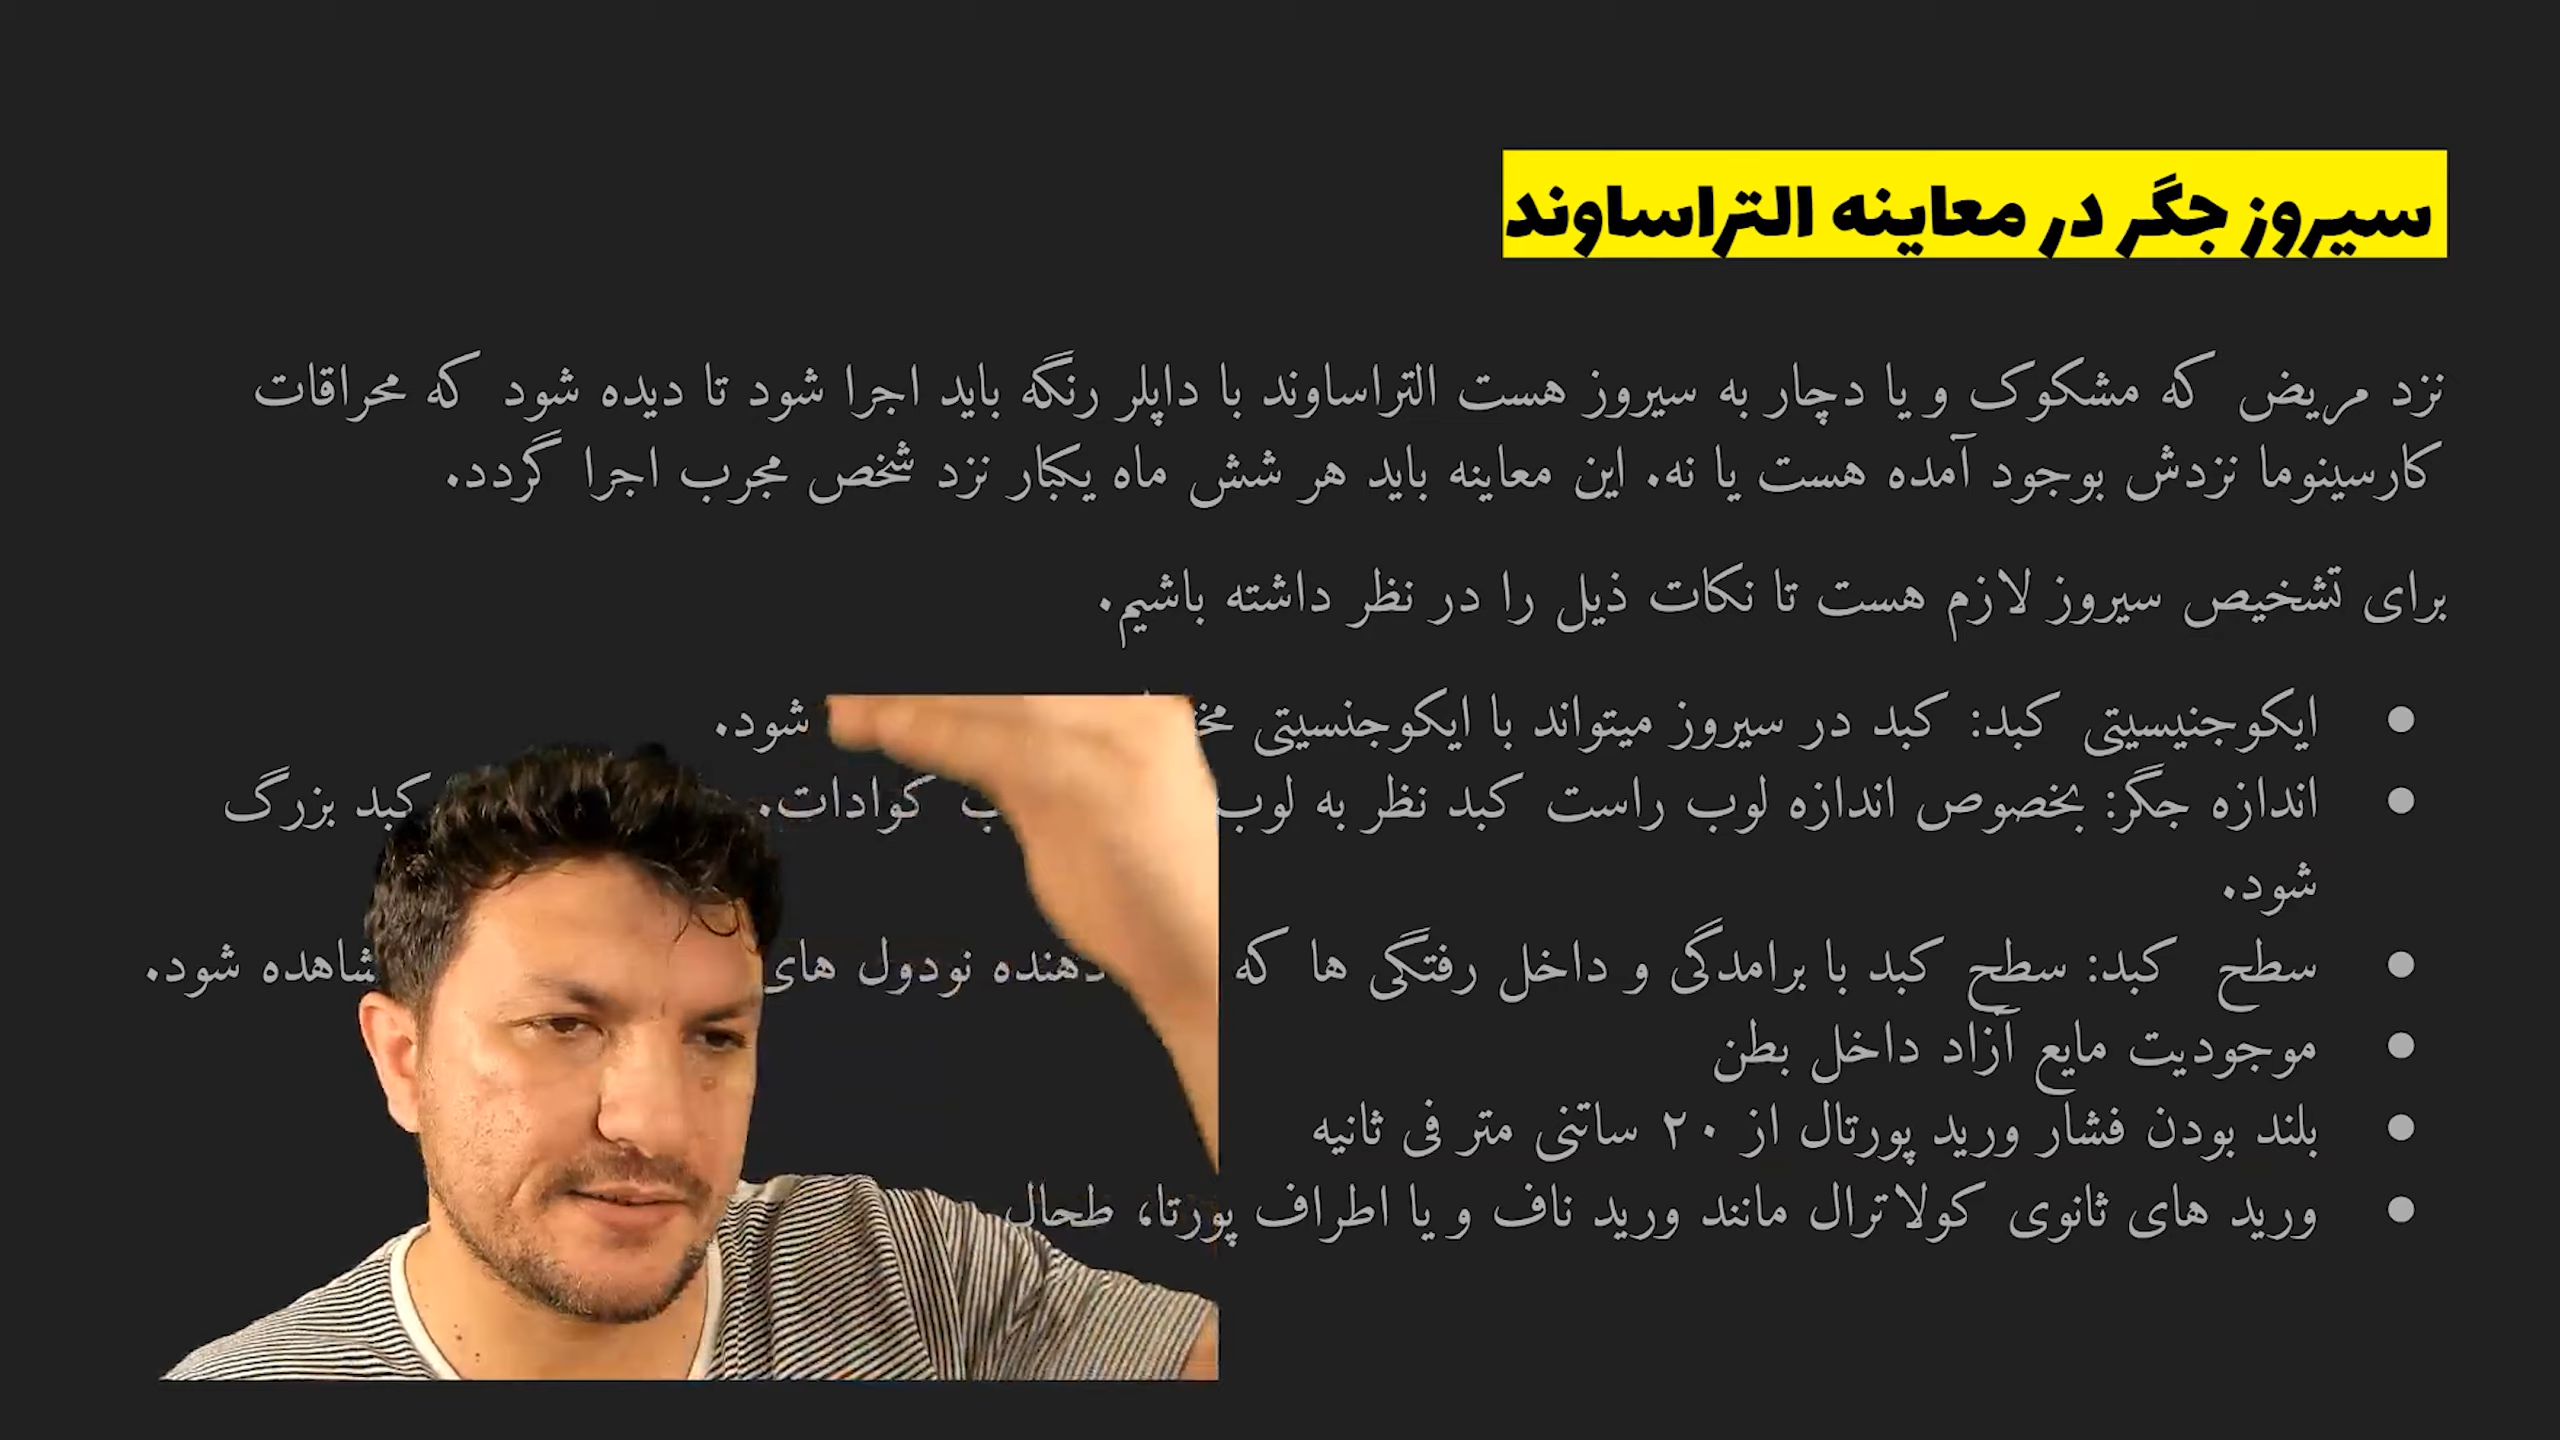 سیروز جگر در معاینه التراساوند
نزد مریض که مشکوک و یا دچار به سیروز هست التراساوند با داپلر رنگه باید اجرا شود تا دیده شود که محراقات
کارسینوما نزدش بوجود آمده هست یا نه. این معاینه باید هر شش ماه یکبار نزد شخص مجرب اجرا گردد.
برای تشخیص سیروز لازم هست تا نکات ذیل را در نظر داشته باشیم.
● ایکوجنیسیتی کبد: کبد در سیروز میتواند با ایکوجنسیتی شود.
● اندازه جگر: بخصوص اندازه لوب راست کبد نظر به لوب کوادات. کبد بزرگ
شود.
● سطح کبد: سطح کبد با برامدگی و داخل رفتگی ها که نودول های شود.
● موجودیت مایع آزاد داخل بطن
● بلند بودن فشار ورید پورتال از ۲۰ ساتنی متر فی ثانیه
● ورید های ثانوی کولاترال مانند ورید ناف و یا اطراف پورتا، طحال